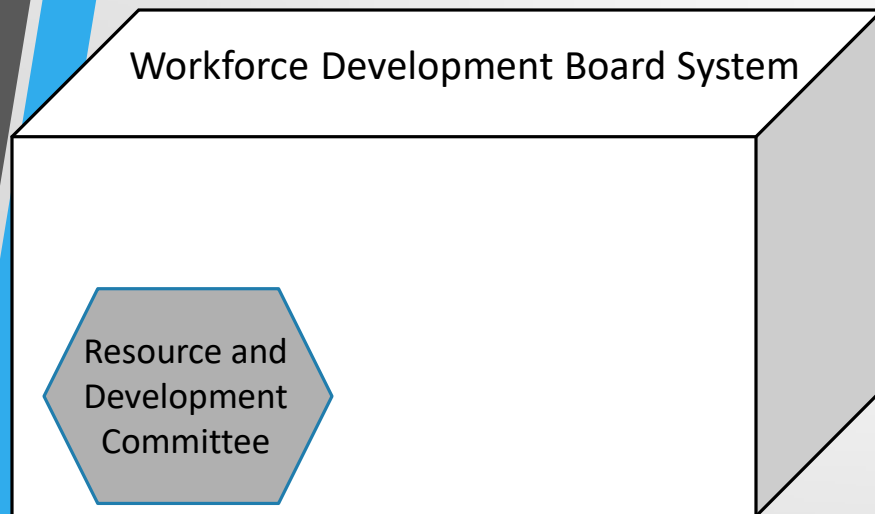 Workforce Development Board System
Resource and
Development
Committee